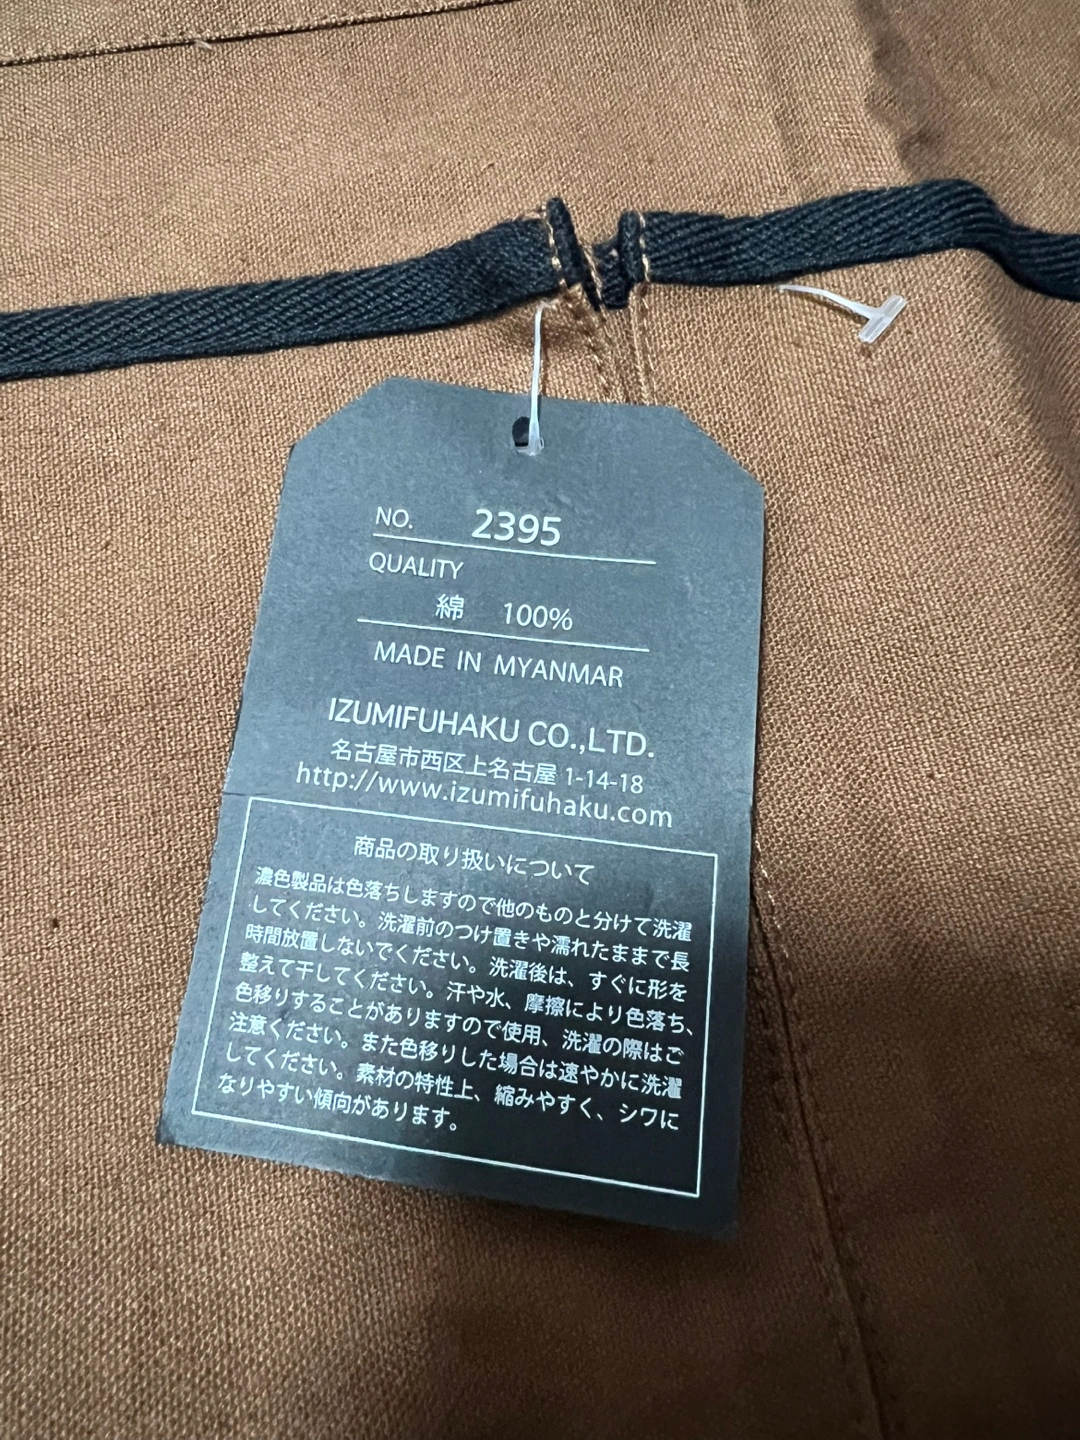 NO. 2395
QUALITY
綿 100%
MADE IN MYANMAR
IZUMIFUHAKU CO.,LTD.
名古屋市西区上名古屋 1-14-18
http://www.izumifuhaku.com
商品の取り扱いについて
濃色製品は色落ちしますので他のものと分けて洗濯
してください。洗濯前のつけ置きや濡れたままで長
時間放置しないでください。洗濯後は、すぐに形を
整えて干してください。汗や水、摩擦により色落ち、
色移りすることがありますので使用、洗濯の際はご
注意ください。また色移りした場合は速やかに洗濯
してください。素材の特性上、縮みやすく、シワに
なりやすい傾向があります。